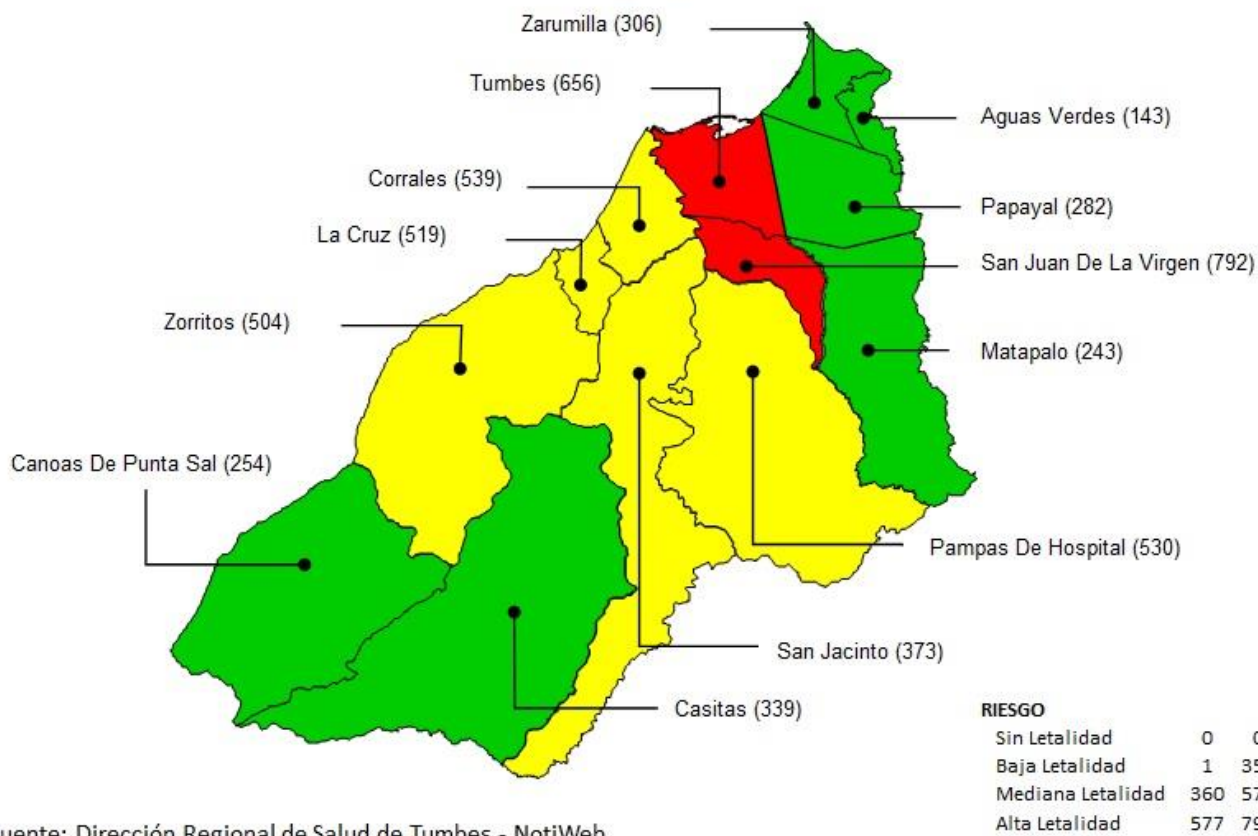 Zarumilla (306)
Tumbes (656)
Aguas Verdes (143)
Corrales (539)
Papayal (282)
La Cruz (519)
San Juan De La Virgen (792)
Zorritos (504)
Matapalo (243)
Canoas De Punta Sal (254)
Pampas De Hospital (530)
San Jacinto (373)
Casitas (339)
RIESGO
Sin Letalidad 0
Baja Letalidad 1
Mediana Letalidad 360
Alta Letalidad 577
Dirección Regional de Salud de Tumbes - NotiWeb